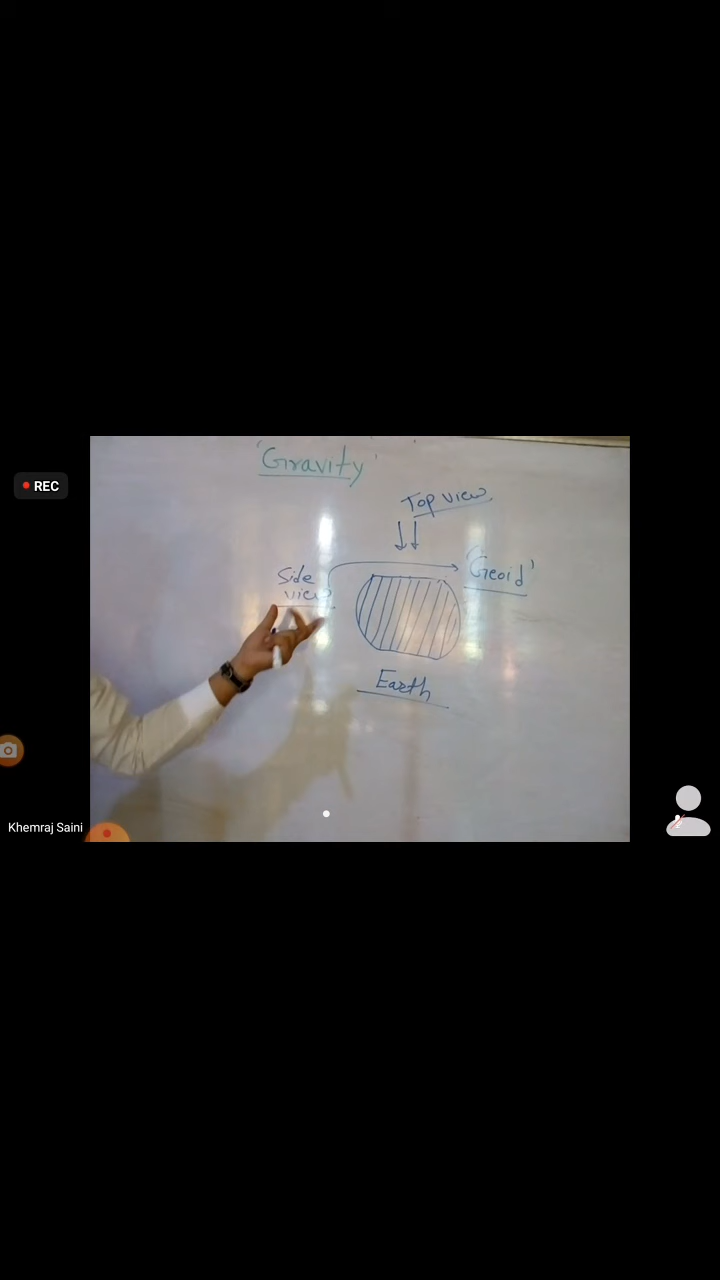 'Gravity'
REC
Top view
'Geoid'
Side
view
Earth
Khemraj Saini